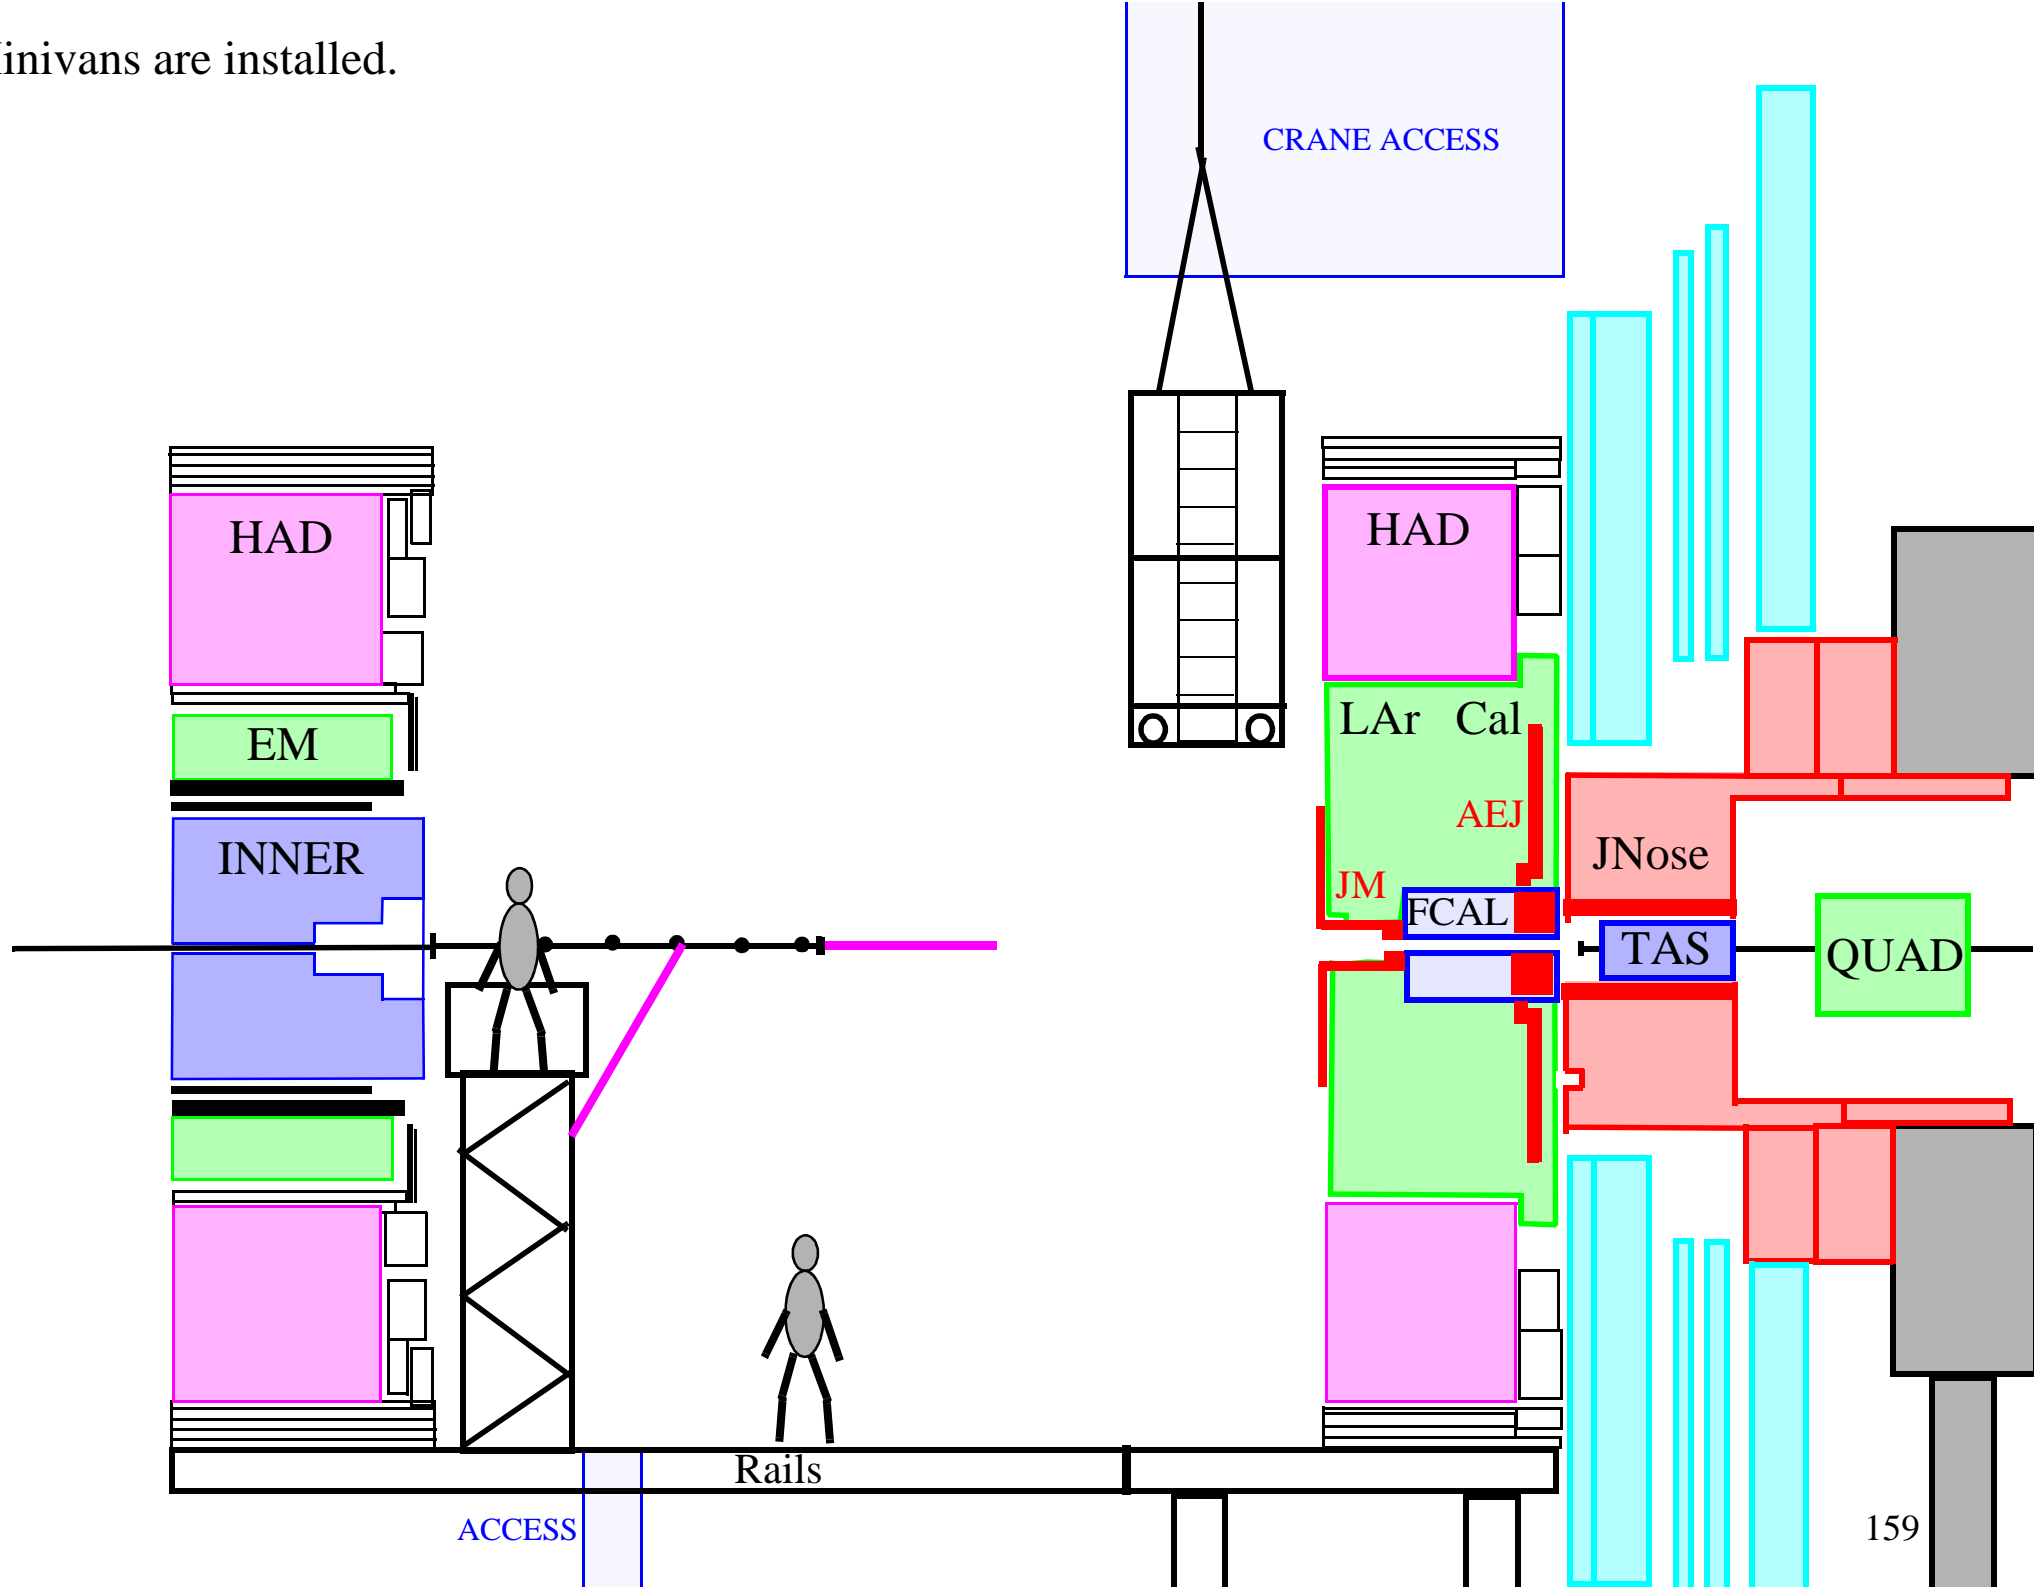 inivans are installed.
CRANE ACCESS
HAD
HAD
LAr Cal
EM
AEJ
INNER
JNose
JM
FCAL
TAS
QUAD
Rails
ACCESS
159